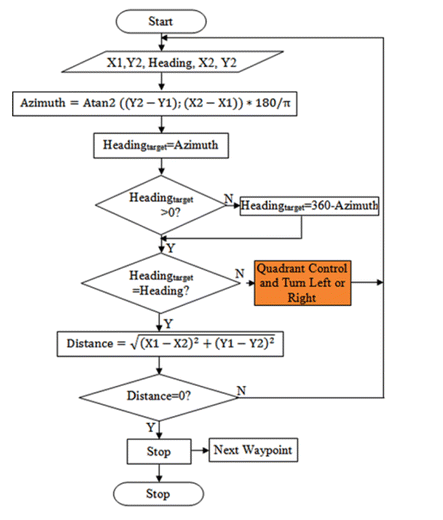 Start
X1,Y2, Heading, X2, Y2
Azimuth = Atan2 ((Y2 − Y1); (X2 − X1)) * 180/π
Headingtarget=Azimuth
Headingtarget
>0?
N
Headingtarget=360-Azimuth
Y
Headingtarget
=Heading?
N
Quadrant Control
and Turn Left or
Right
Y
Distance = √(X1 − X2)² + (Y1 − Y2)²
Distance=0?
N
Y
Stop
Next Waypoint
Stop